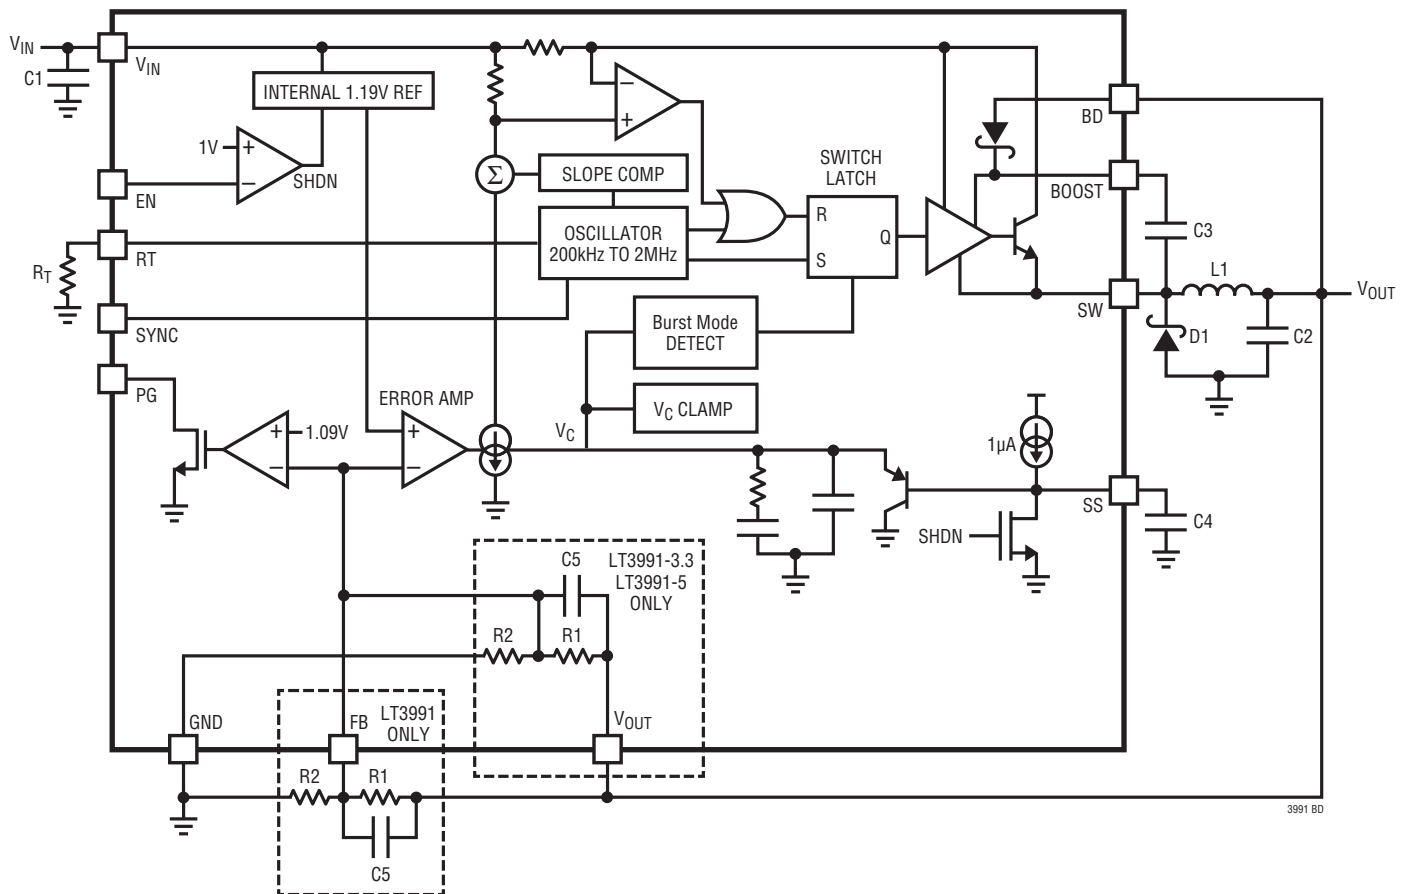 VIN
VIN
C1
INTERNAL 1.19V REF
1V
+
−
SHDN
EN
RT
RT
SYNC
PG
−
+
Σ
SLOPE COMP
OSCILLATOR
200kHz TO 2MHz
SWITCH
LATCH
R
S
Q
BD
BOOST
C3
SW
L1
VOUT
D1
C2
Burst Mode
DETECT
VC CLAMP
VC
ERROR AMP
+
−
1.09V
+
−
1µA
SS
C4
SHDN
C5
LT3991-3.3
LT3991-5
ONLY
R2
R1
GND
FB
LT3991
ONLY
VOUT
R2
R1
C5
3991 BD